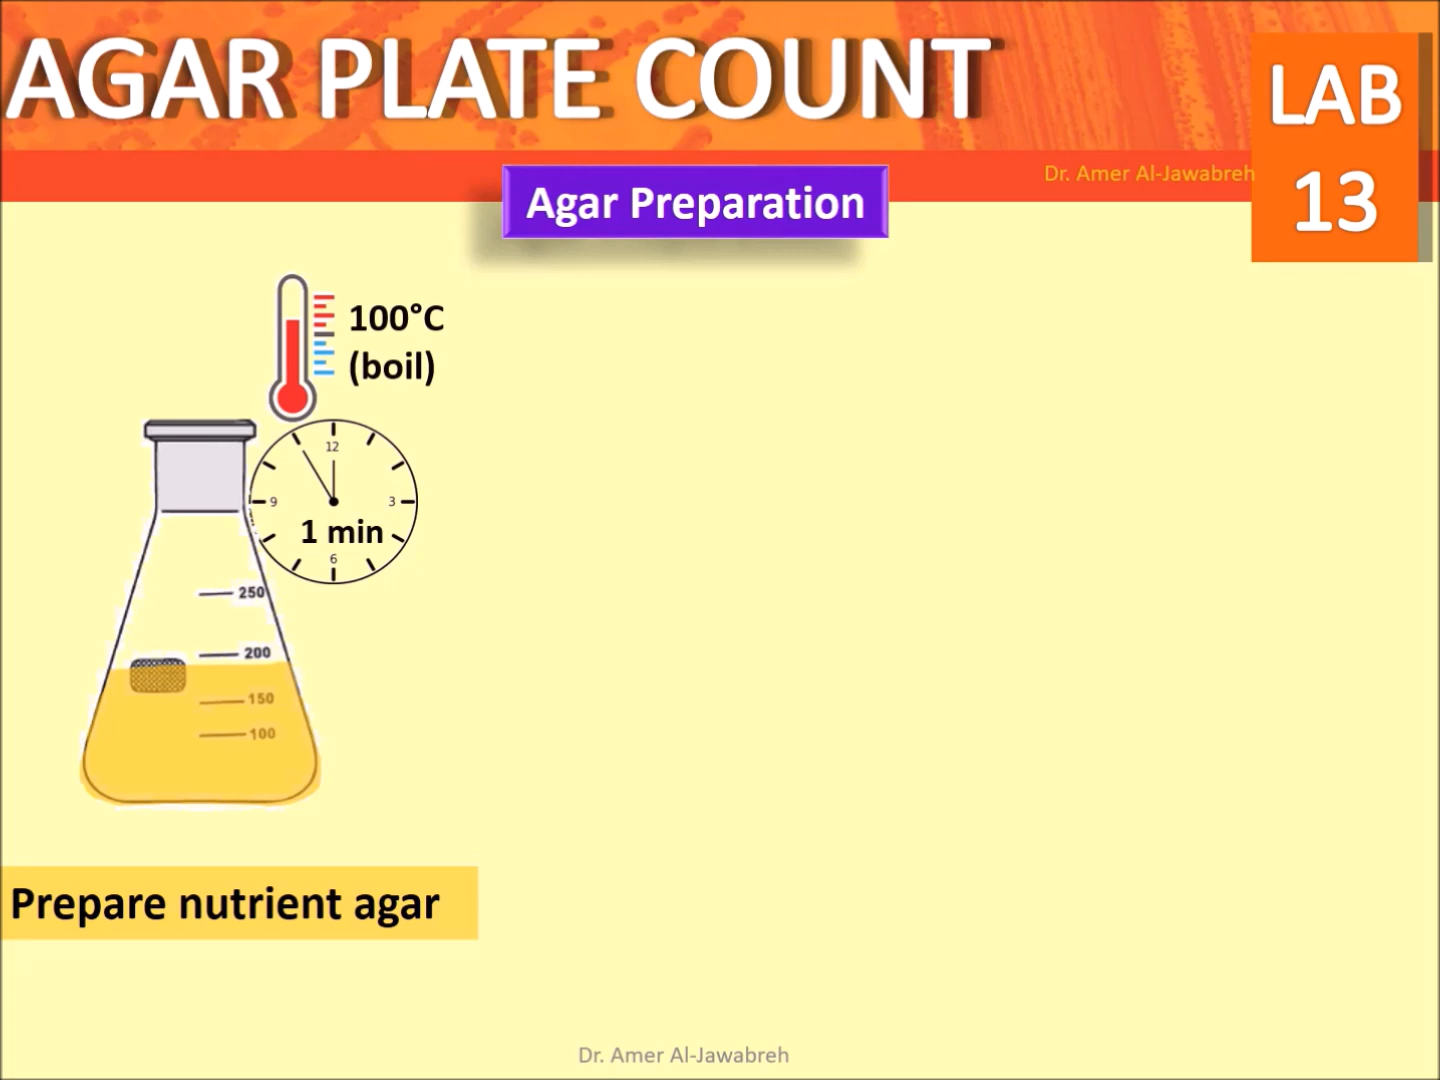 AGAR PLATE COUNT
LAB
13
Dr. Amer Al-Jawabreh
Agar Preparation
100°C
(boil)
12
9
3
1 min
6
250
200
150
100
Prepare nutrient agar
Dr. Amer Al-Jawabreh